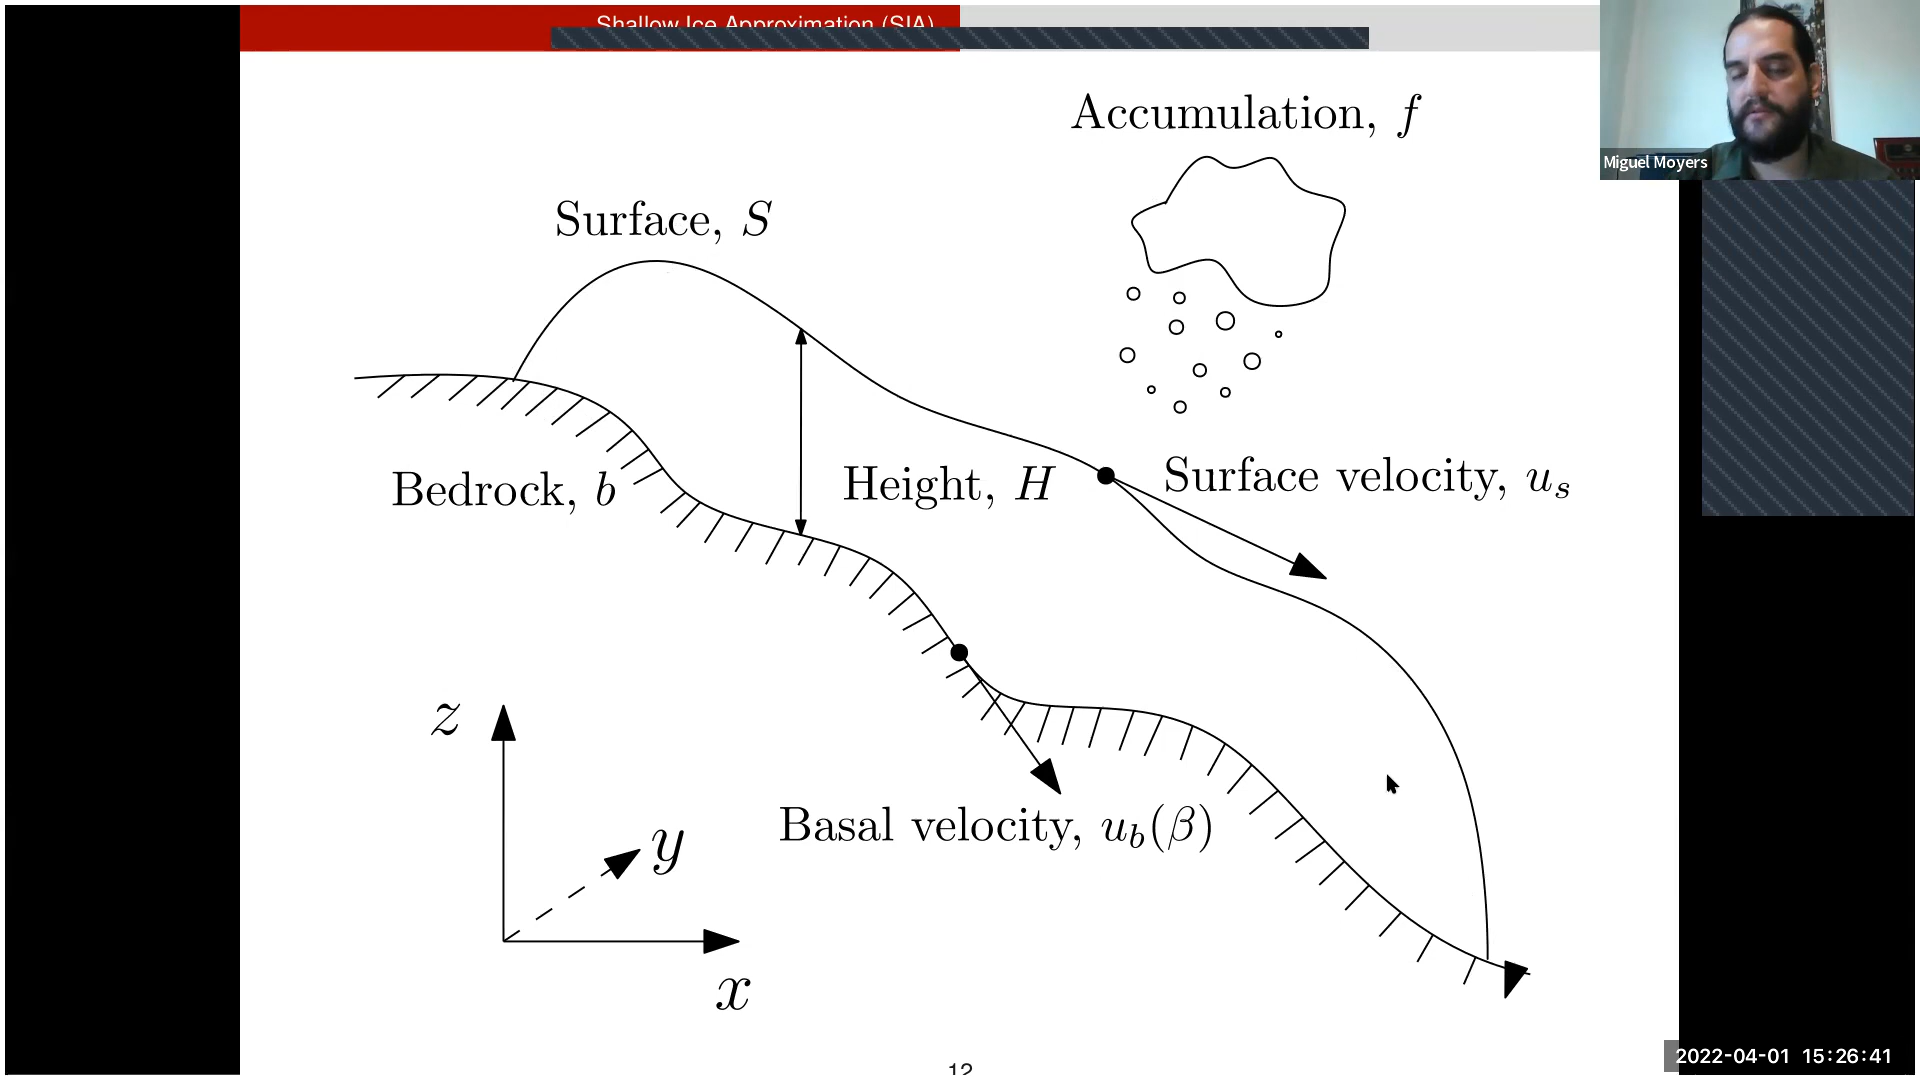 Shallow Ice Approximation (SIA)
Miguel Moyers
Accumulation, f
Surface, S
Bedrock, b
Height, H
Surface velocity, u_s
z
y
Basal velocity, u_b(β)
x
12
2022-04-01 15:26:41